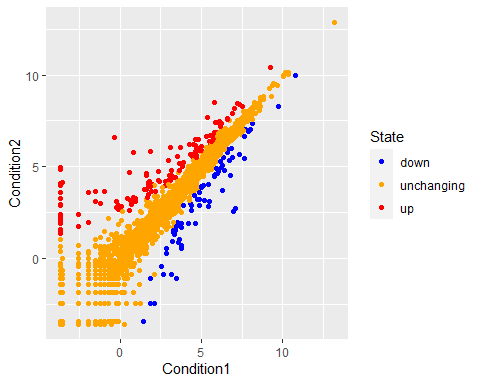 10
5
0
Condition2
0 5 10
Condition1
State
down
unchanging
up